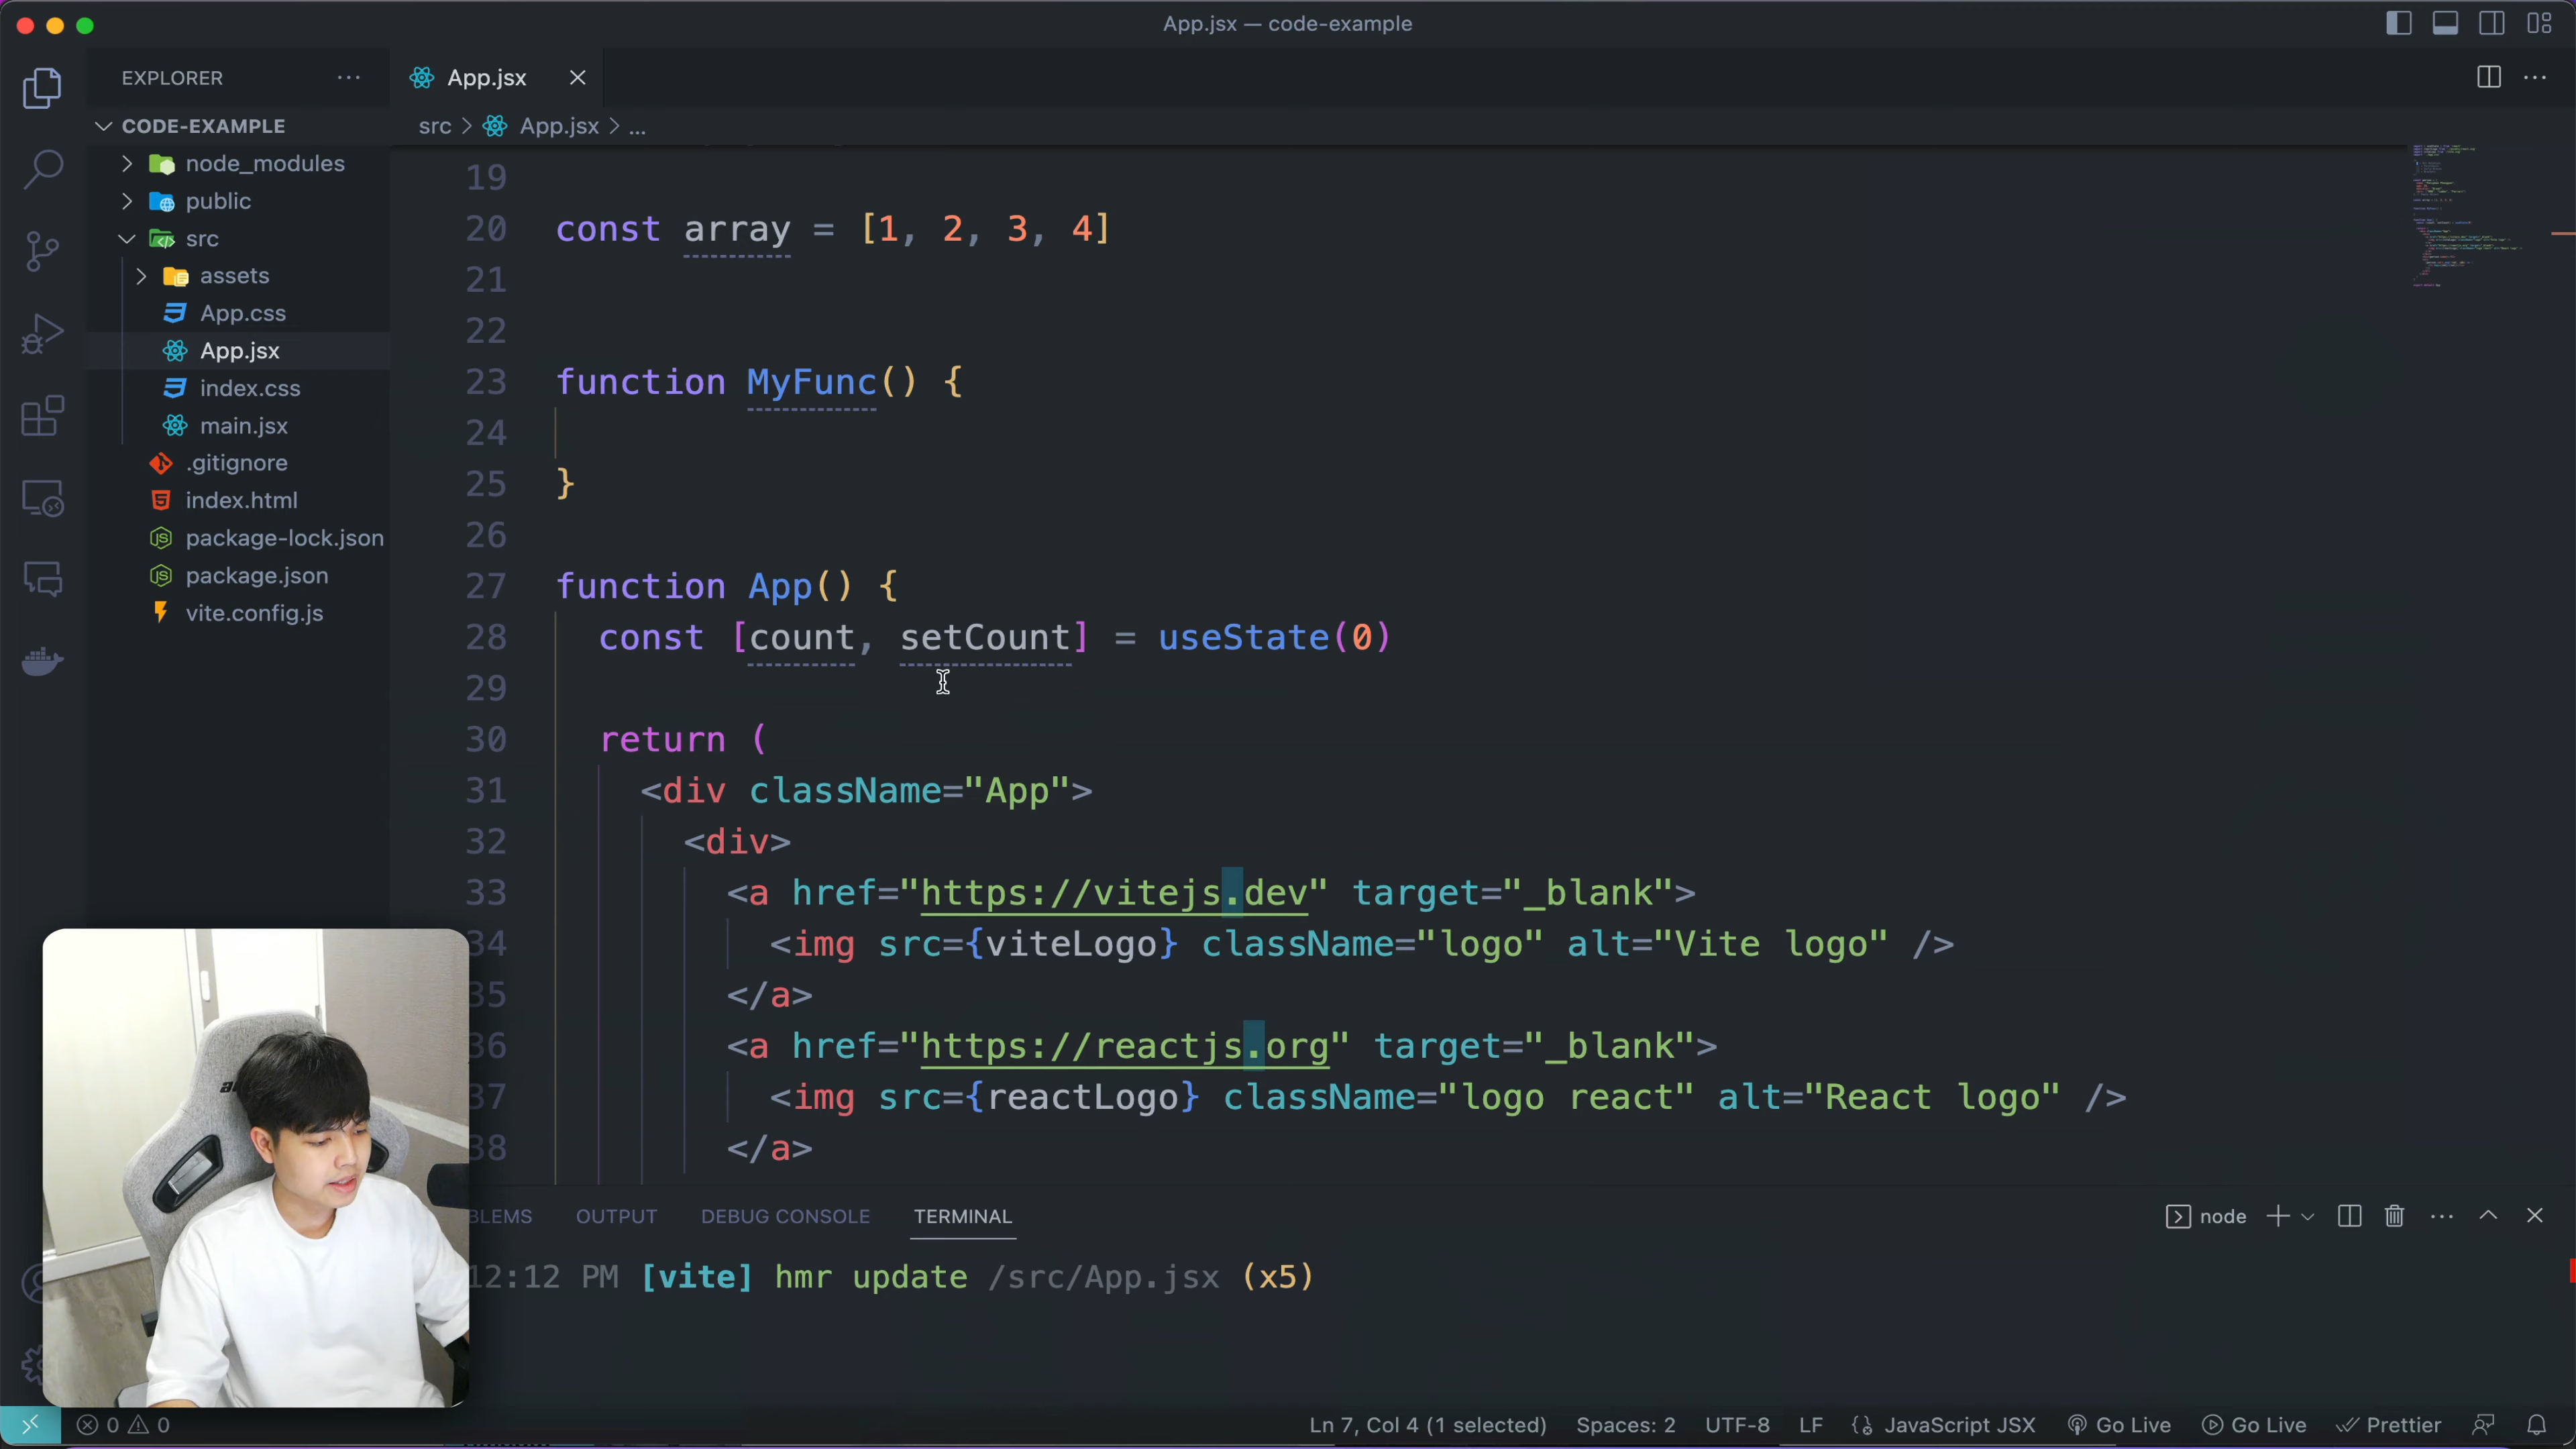 App.jsx — code-example
EXPLORER
App.jsx
CODE-EXAMPLE
src > App.jsx > ...
node_modules
public
src
assets
App.css
App.jsx
index.css
main.jsx
.gitignore
index.html
package-lock.json
package.json
vite.config.js
19
20 const array = [1, 2, 3, 4]
21
22
23 function MyFunc() {
24
25 }
26
27 function App() {
28 const [count, setCount] = useState(0)
29
30 return (
31 <div className="App">
32 <div>
33 <a href="https://vitejs.dev" target="_blank">
34 <img src={viteLogo} className="logo" alt="Vite logo" />
35 </a>
36 <a href="https://reactjs.org" target="_blank">
37 <img src={reactLogo} className="logo react" alt="React logo" />
38 </a>
BLEMS OUTPUT DEBUG CONSOLE TERMINAL node
12:12 PM [vite] hmr update /src/App.jsx (x5)
0 0 Ln 7, Col 4 (1 selected) Spaces: 2 UTF-8 LF JavaScript JSX Go Live Go Live Prettier